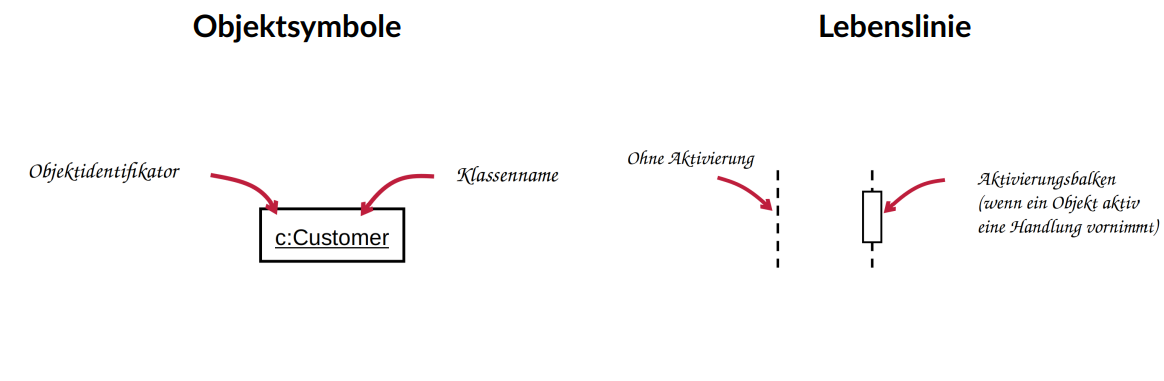 Objektsymbole
Objektidentifikator
Klassenname
c:Customer
Lebenslinie
Ohne Aktivierung
Aktivierungsbalken
(wenn ein Objekt aktiv
eine Handlung vornimmt)